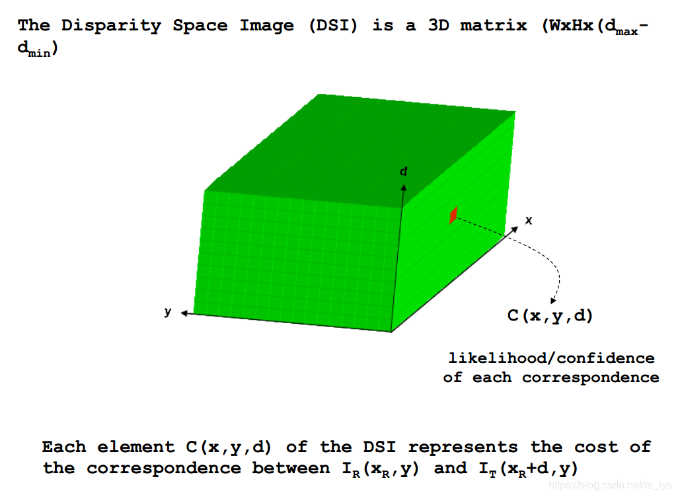 The Disparity Space Image (DSI) is a 3D matrix (WxHx(dmax-
dmin)
d
x
y
C(x,y,d)
likelihood/confidence
of each correspondence
Each element C(x,y,d) of the DSI represents the cost of
the correspondence between IR(xR,y) and IT(xR+d,y)
https://blog.csdn.net/m_lys